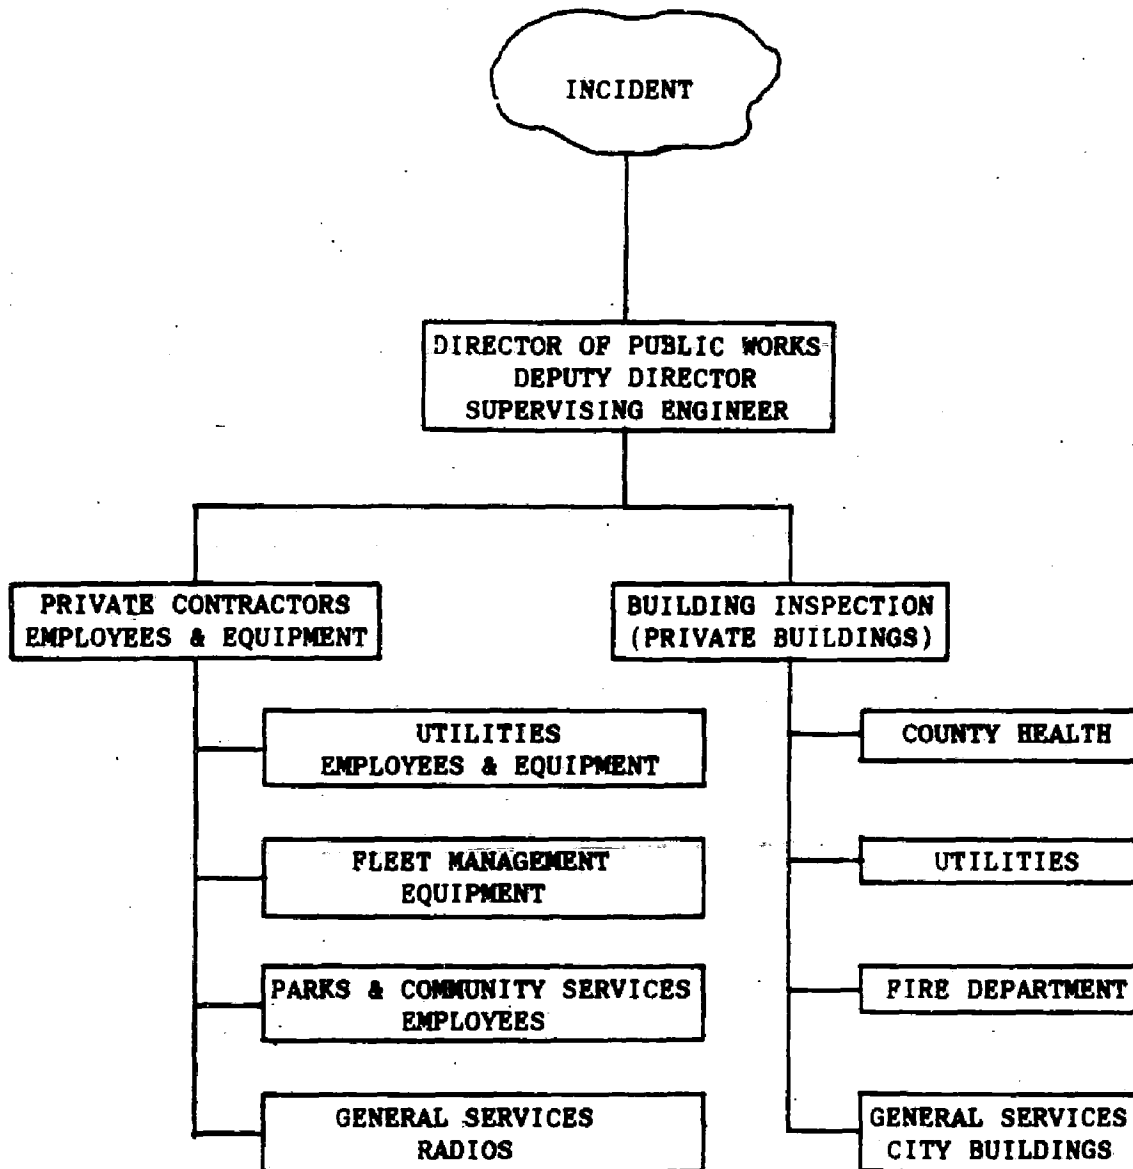 INCIDENT
DIRECTOR OF PUBLIC WORKS
DEPUTY DIRECTOR
SUPERVISING ENGINEER
PRIVATE CONTRACTORS
EMPLOYEES & EQUIPMENT
BUILDING INSPECTION
(PRIVATE BUILDINGS)
UTILITIES
EMPLOYEES & EQUIPMENT
FLEET MANAGEMENT
EQUIPMENT
PARKS & COMMUNITY SERVICES
EMPLOYEES
GENERAL SERVICES
RADIOS
COUNTY HEALTH
UTILITIES
FIRE DEPARTMENT
GENERAL SERVICES
CITY BUILDINGS